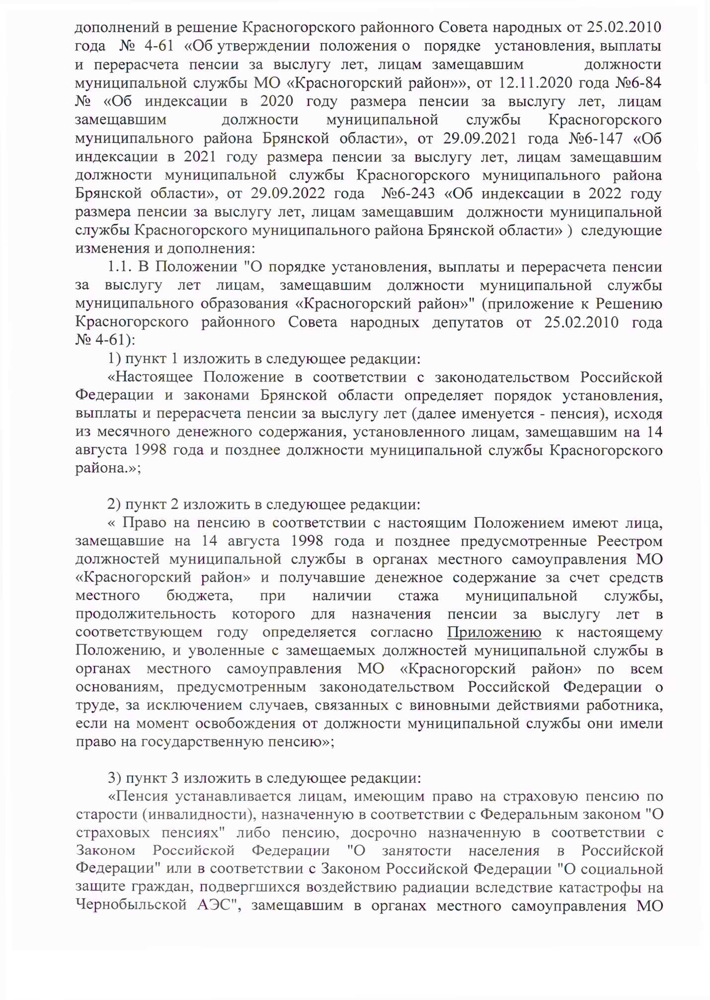 дополнений в решение Красногорского районного Совета народных от 25.02.2010
года № 4-61 «Об утверждении положения о порядке установления, выплаты
и перерасчета пенсии за выслугу лет, лицам замещавшим должности
муниципальной службы МО «Красногорский район»», от 12.11.2020 года №6-84
№ «Об индексации в 2020 году размера пенсии за выслугу лет, лицам
замещавшим должности муниципальной службы Красногорского
муниципального района Брянской области», от 29.09.2021 года №6-147 «Об
индексации в 2021 году размера пенсии за выслугу лет, лицам замещавшим
должности муниципальной службы Красногорского муниципального района
Брянской области», от 29.09.2022 года №6-243 «Об индексации в 2022 году
размера пенсии за выслугу лет, лицам замещавшим должности муниципальной
службы Красногорского муниципального района Брянской области» ) следующие
изменения и дополнения:
1.1. В Положении "О порядке установления, выплаты и перерасчета пенсии
за выслугу лет лицам, замещавшим должности муниципальной службы
муниципального образования «Красногорский район»" (приложение к Решению
Красногорского районного Совета народных депутатов от 25.02.2010 года
№ 4-61):
1) пункт 1 изложить в следующее редакции:
«Настоящее Положение в соответствии с законодательством Российской
Федерации и законами Брянской области определяет порядок установления,
выплаты и перерасчета пенсии за выслугу лет (далее именуется - пенсия), исходя
из месячного денежного содержания, установленного лицам, замещавшим на 14
августа 1998 года и позднее должности муниципальной службы Красногорского
района.»;
2) пункт 2 изложить в следующее редакции:
« Право на пенсию в соответствии с настоящим Положением имеют лица,
замещавшие на 14 августа 1998 года и позднее предусмотренные Реестром
должностей муниципальной службы в органах местного самоуправления МО
«Красногорский район» и получавшие денежное содержание за счет средств
местного бюджета, при наличии стажа муниципальной службы,
продолжительность которого для назначения пенсии за выслугу лет в
соответствующем году определяется согласно Приложению к настоящему
Положению, и уволенные с замещаемых должностей муниципальной службы в
органах местного самоуправления МО «Красногорский район» по всем
основаниям, предусмотренным законодательством Российской Федерации о
труде, за исключением случаев, связанных с виновными действиями работника,
если на момент освобождения от должности муниципальной службы они имели
право на государственную пенсию»;
3) пункт 3 изложить в следующее редакции:
«Пенсия устанавливается лицам, имеющим право на страховую пенсию по
старости (инвалидности), назначенную в соответствии с Федеральным законом "О
страховых пенсиях" либо пенсию, досрочно назначенную в соответствии с
Законом Российской Федерации "О занятости населения в Российской
Федерации" или в соответствии с Законом Российской Федерации "О социальной
защите граждан, подвергшихся воздействию радиации вследствие катастрофы на
Чернобыльской АЭС", замещавшим в органах местного самоуправления МО